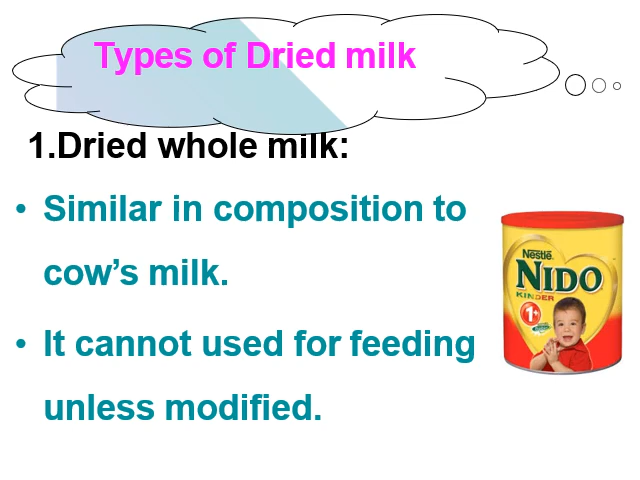 Types of Dried milk
1.Dried whole milk:
• Similar in composition to
cow’s milk.
• It cannot used for feeding
unless modified.
Nestle
NIDO
KINDER
1+